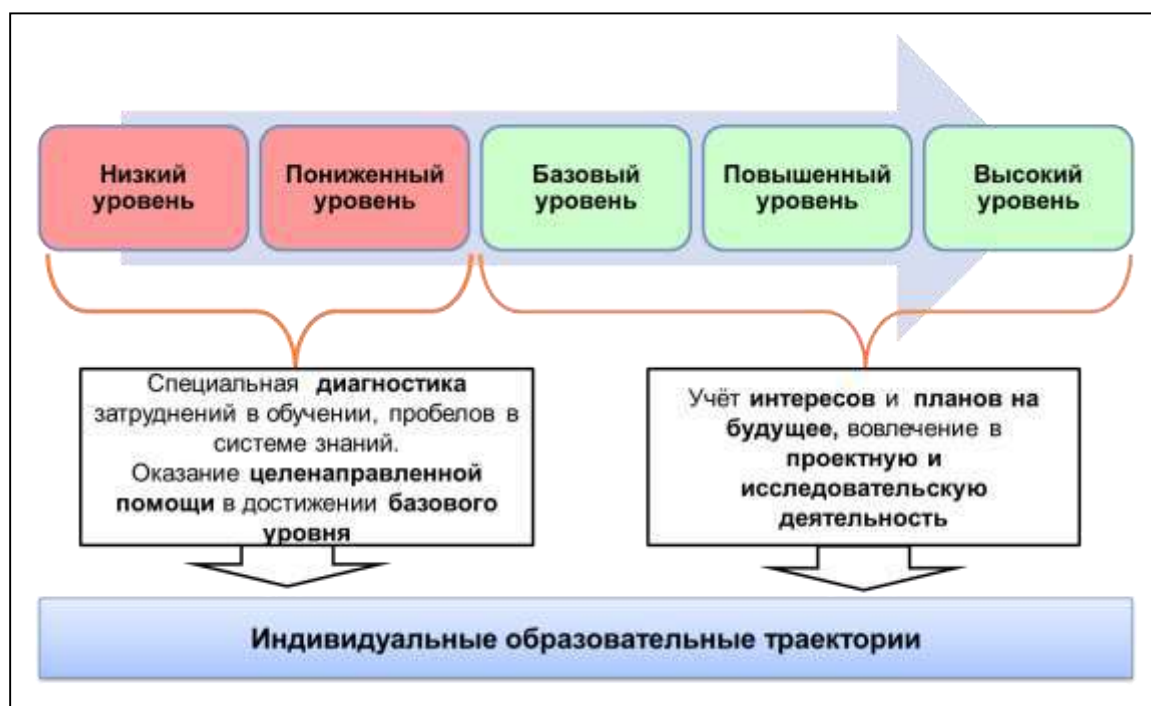 Низкий
уровень
Пониженный
уровень
Базовый
уровень
Повышенный
уровень
Высокий
уровень
Специальная диагностика
затруднений в обучении, пробелов в
системе знаний.
Оказание целенаправленной
помощи в достижении базового
уровня
Учёт интересов и планов на
будущее, вовлечение в
проектную и
исследовательскую
деятельность
Индивидуальные образовательные траектории